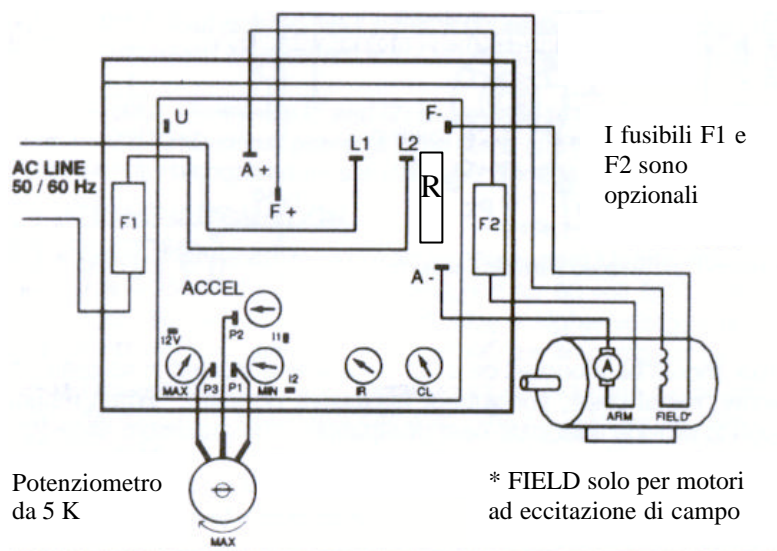 U
F-
A +
L1
L2
F +
R
I fusibili F1 e
F2 sono
opzionali
AC LINE
50 / 60 Hz
F1
F2
A -
ACCEL
P2
I1
12V
MAX
P3
P1
MIN
I2
IR
CL
A
ARM
FIELD*
Potenziometro
da 5 K
MAX
* FIELD solo per motori
ad eccitazione di campo